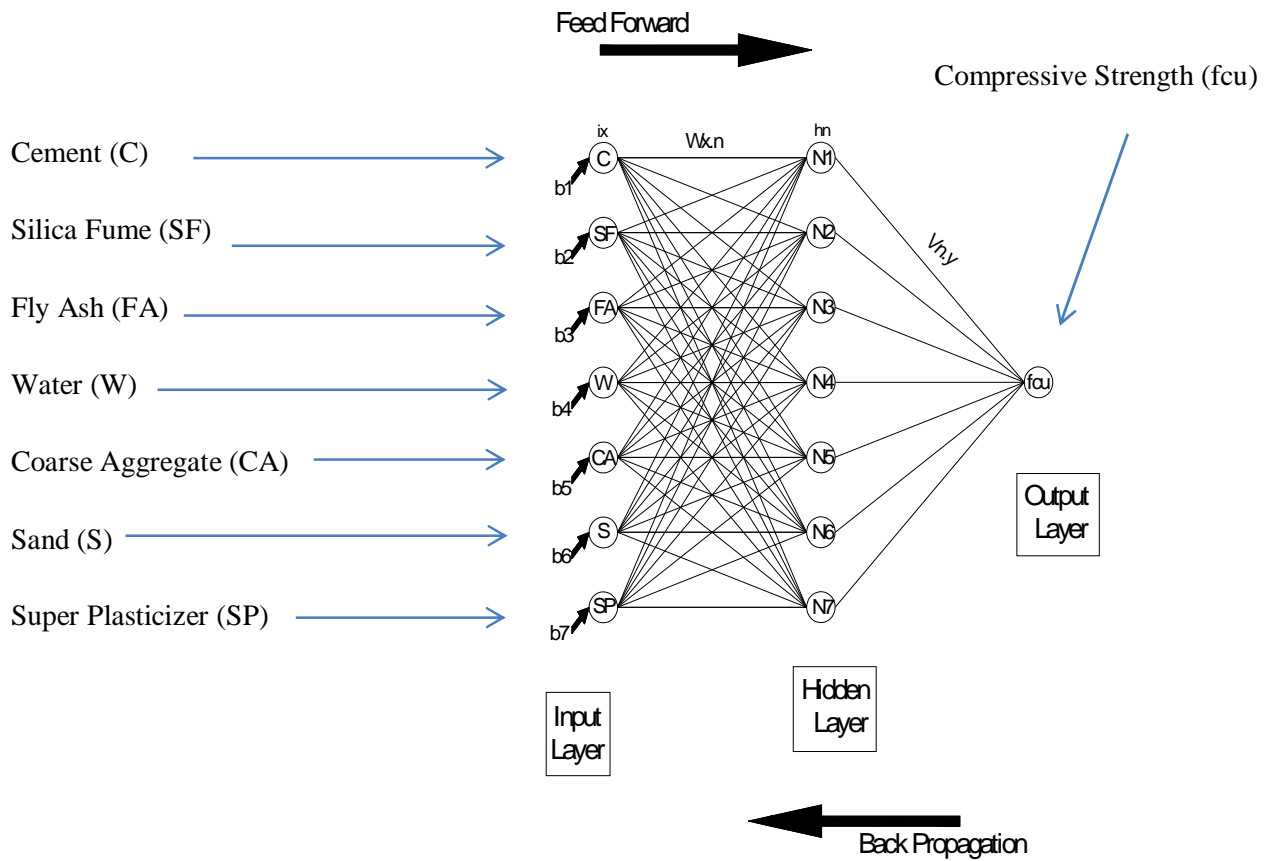 Feed Forward
Compressive Strength (fcu)
ix
Wx.n
hn
Cement (C)
C
N1
b1
Silica Fume (SF)
SF
N2
b2
Vn.y
Fly Ash (FA)
FA
N3
b3
Water (W)
W
N4
fcu
b4
Coarse Aggregate (CA)
CA
N5
b5
Sand (S)
S
N6
b6
Super Plasticizer (SP)
SP
N7
b7
Output
Layer
Hidden
Layer
Input
Layer
Back Propagation